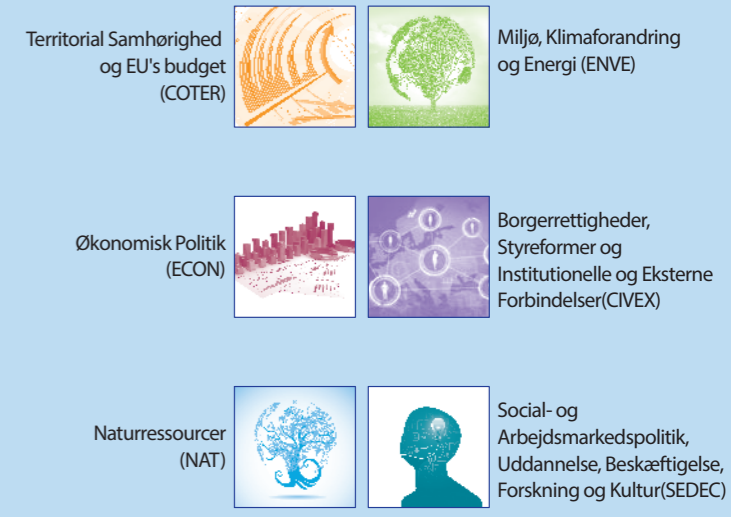 Territorial Samhørighed
og EU's budget
(COTER)
Miljø, Klimaforandring
og Energi (ENVE)
Økonomisk Politik
(ECON)
Borgerrettigheder,
Styreformer og
Institutionelle og Eksterne
Forbindelser(CIVEX)
Naturressourcer
(NAT)
Social- og
Arbejdsmarkedspolitik,
Uddannelse, Beskæftigelse,
Forskning og Kultur(SEDEC)